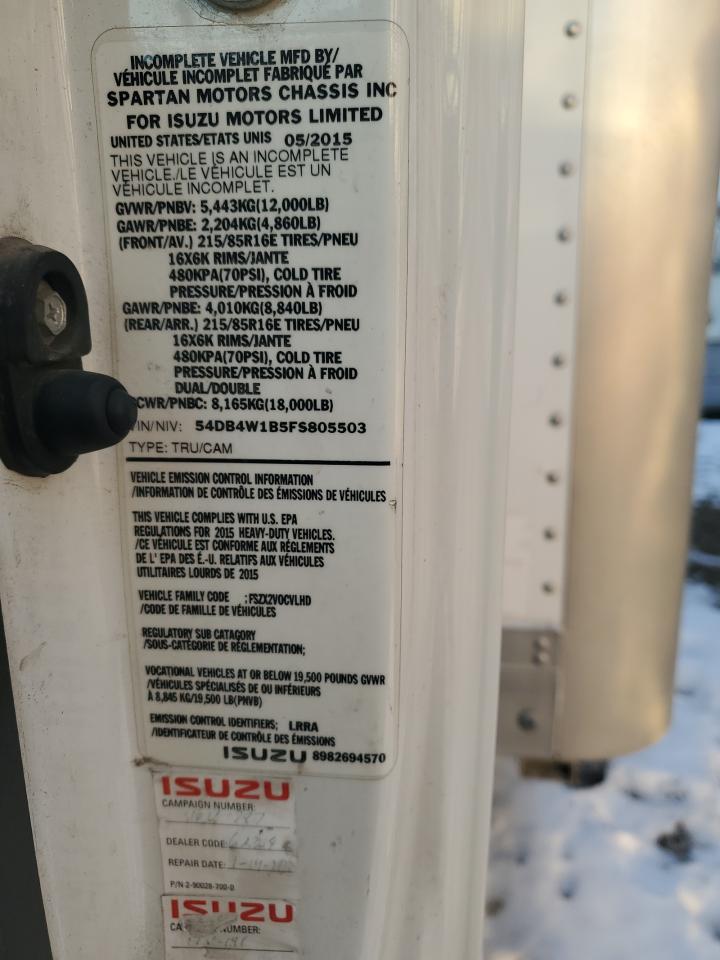 INCOMPLETE VEHICLE MFD BY/
VÉHICULE INCOMPLET FABRIQUÉ PAR
SPARTAN MOTORS CHASSIS INC
FOR ISUZU MOTORS LIMITED
UNITED STATES/ETATS UNIS 05/2015
THIS VEHICLE IS AN INCOMPLETE
VEHICLE./LE VÉHICULE EST UN
VÉHICULE INCOMPLET.
GVWR/PNBV: 5,443KG(12,000LB)
GAWR/PNBE: 2,204KG(4,860LB)
(FRONT/AV.) 215/85R16E TIRES/PNEU
16X6K RIMS/JANTE
480KPA(70PSI), COLD TIRE
PRESSURE/PRESSION À FROID
GAWR/PNBE: 4,010KG(8,840LB)
(REAR/ARR.) 215/85R16E TIRES/PNEU
16X6K RIMS/JANTE
480KPA(70PSI), COLD TIRE
PRESSURE/PRESSION À FROID
DUAL/DOUBLE
CWR/PNBC: 8,165KG(18,000LB)
IN/NIV: 54DB4W1B5FS805503
TYPE: TRU/CAM
VEHICLE EMISSION CONTROL INFORMATION
/INFORMATION DE CONTRÔLE DES ÉMISSIONS DE VÉHICULES
THIS VEHICLE COMPLIES WITH U.S. EPA
REGULATIONS FOR 2015 HEAVY-DUTY VEHICLES.
/CE VÉHICULE EST CONFORME AUX RÈGLEMENTS
DE L' EPA DES É.-U. RELATIFS AUX VÉHICULES
UTILITAIRES LOURDS DE 2015
VEHICLE FAMILY CODE :FSZX2VOCVLHD
/CODE DE FAMILLE DE VÉHICULES
REGULATORY SUB CATAGORY
/SOUS-CATÉGORIE DE RÉGLEMENTATION;
VOCATIONAL VEHICLES AT OR BELOW 19,500 POUNDS GVWR
/VÉHICULES SPÉCIALISÉS DE OU INFÉRIEURS
À 8,845 KG/19,500 LB(PNVB)
EMISSION CONTROL IDENTIFIERS; LRRA
/IDENTIFICATEUR DE CONTRÔLE DES ÉMISSIONS
ISUZU 8982694570
ISUZU
CAMPAIGN NUMBER:
DEALER CODE:
REPAIR DATE:
P/N 2-90028-700-0
ISUZU
CA UMBER: